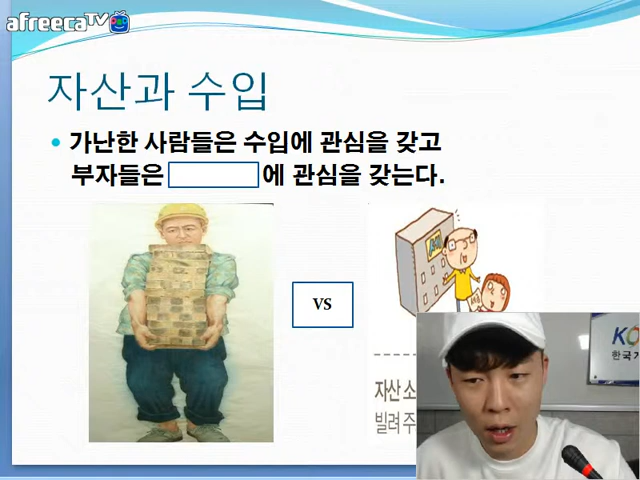 afreecaTV
자산과 수입
가난한 사람들은 수입에 관심을 갖고
부자들은 에 관심을 갖는다.
VS
자산 소
빌려 주
한국